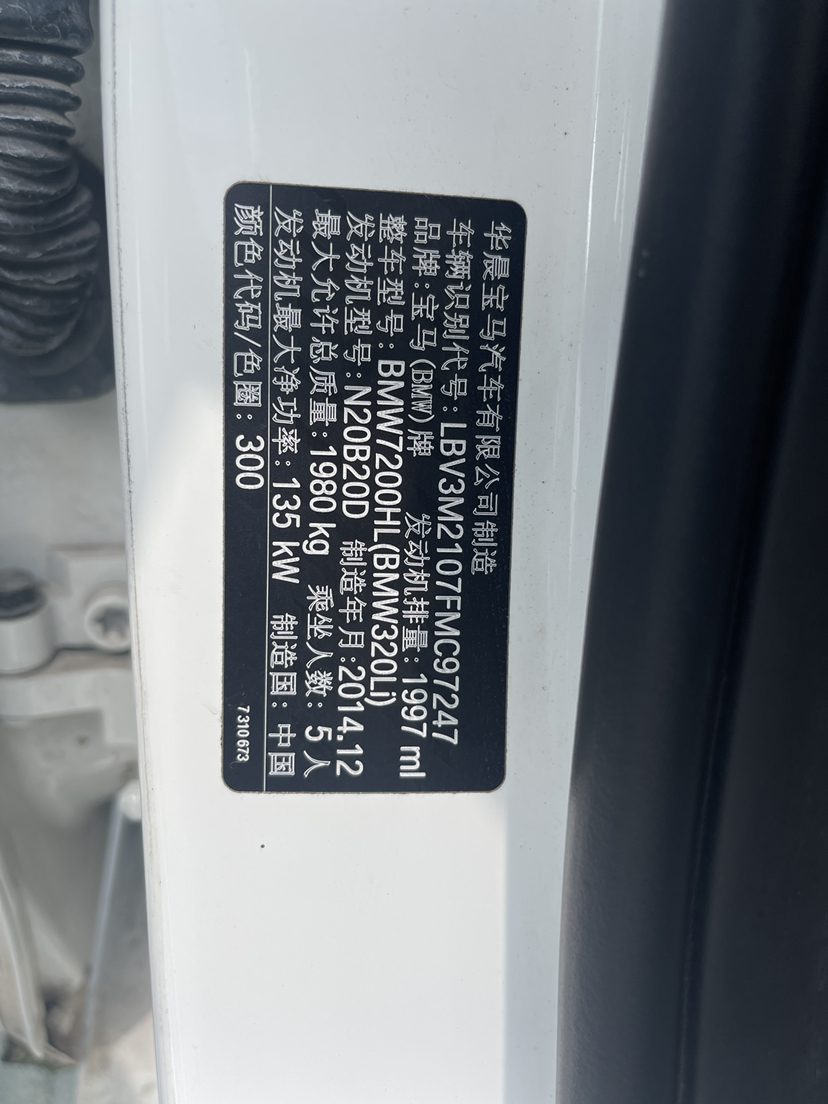 华晨宝马汽车有限公司制造
车辆识别代号:LBV3M2107FMC97247
品牌:宝马(BMW)牌 发动机排量:1997 ml
整车型号:BMW7200HL(BMW320Li)
发动机型号:N20B20D 制造年月:2014.12
最大允许总质量:1980 kg 乘坐人数: 5 人
发动机最大净功率: 135 kW 制造国: 中国
颜色代码/色圈: 300 7 310 673